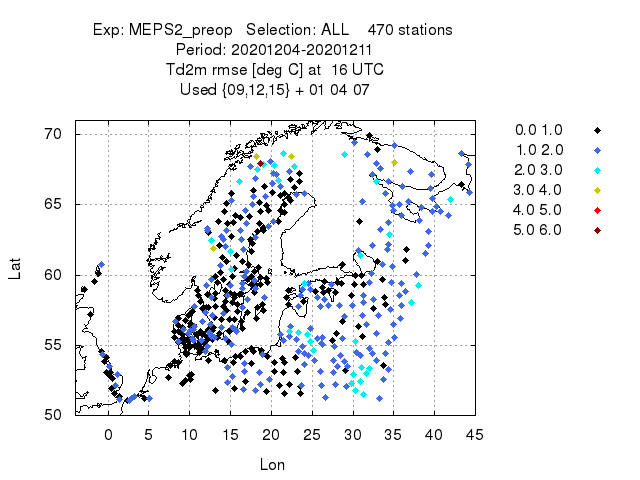 Exp: MEPS2_preop   Selection: ALL    470 stations
Period: 20201204-20201211
Td2m rmse [deg C] at  16 UTC
Used {09,12,15} + 01 04 07
0.0 1.0
1.0 2.0
2.0 3.0
3.0 4.0
4.0 5.0
5.0 6.0
70
65
60
55
50
Lat
0 5 10 15 20 25 30 35 40 45
Lon